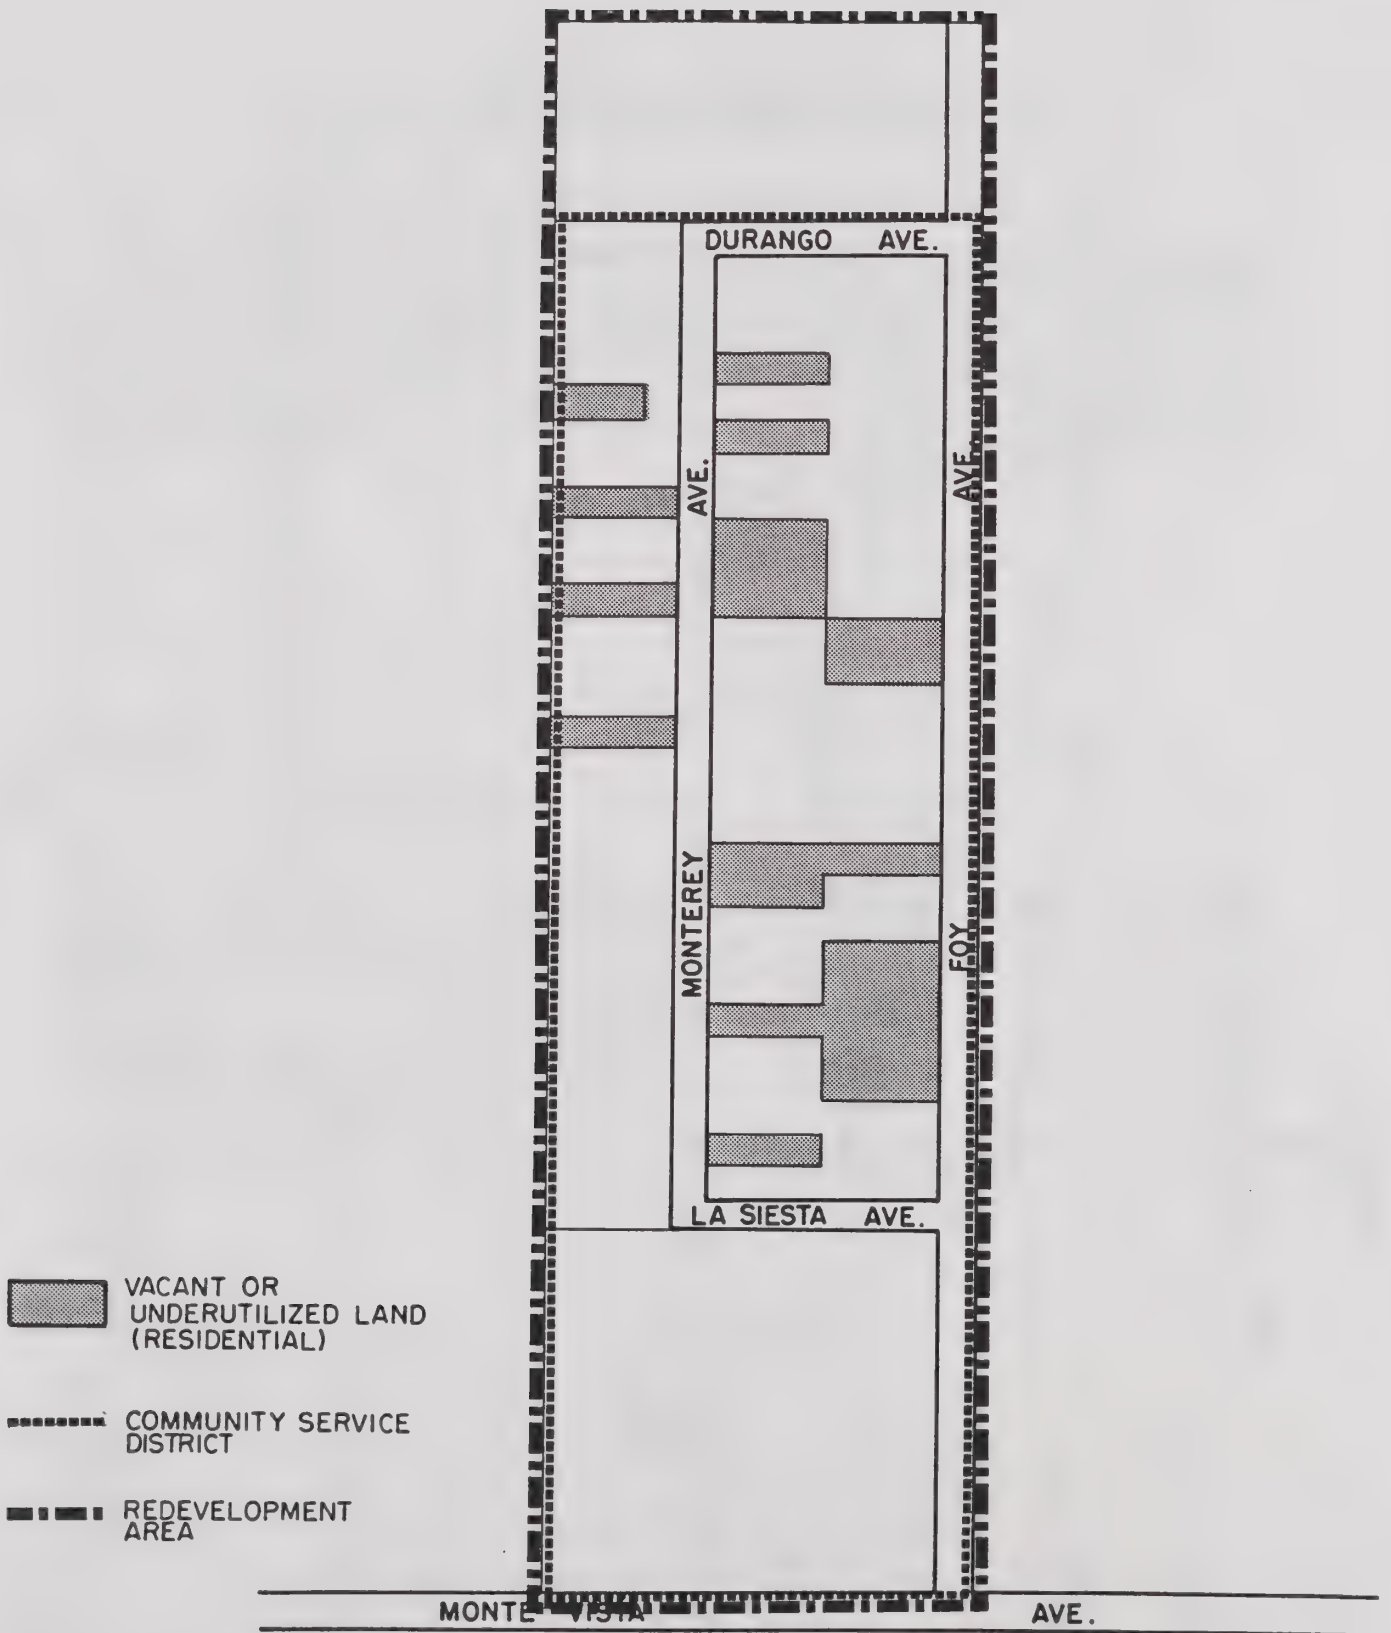 DURANGO AVE.
MONTEREY AVE.
FOY AVE.
LA SIESTA AVE.
VACANT OR
UNDERUTILIZED LAND
(RESIDENTIAL)
COMMUNITY SERVICE
DISTRICT
REDEVELOPMENT
AREA
MONTE VISTA AVE.